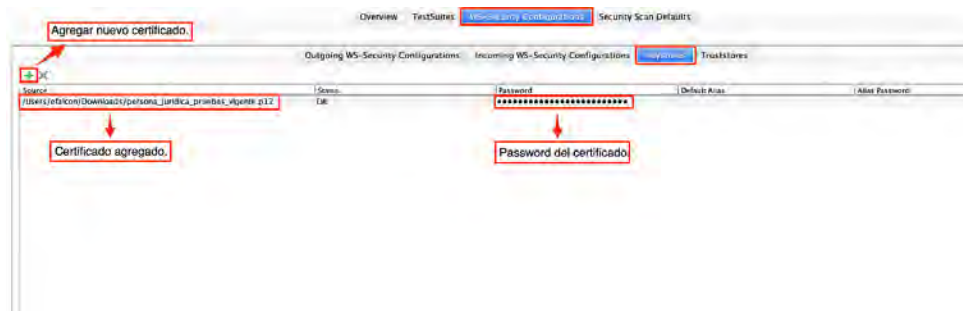 Overview TestSuites WS-Security Configurations Security Scan Defaults
Agregar nuevo certificado.
Outgoing WS-Security Configurations Incoming WS-Security Configurations Keystores Truststores
Source Status Password Default Alias Alias Password
/Users/efalcon/Downloads/persona_juridica_pruebas_vigente.p12 OK •••••••••••••••••••••••••
Certificado agregado.
Password del certificado